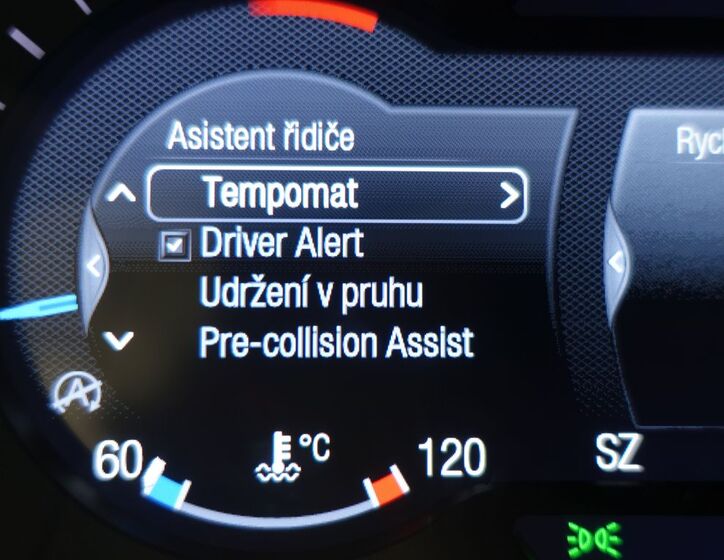 Asistent řidiče
Tempomat
Driver Alert
Udržení v pruhu
Pre-collision Assist
60 °C 120
SZ